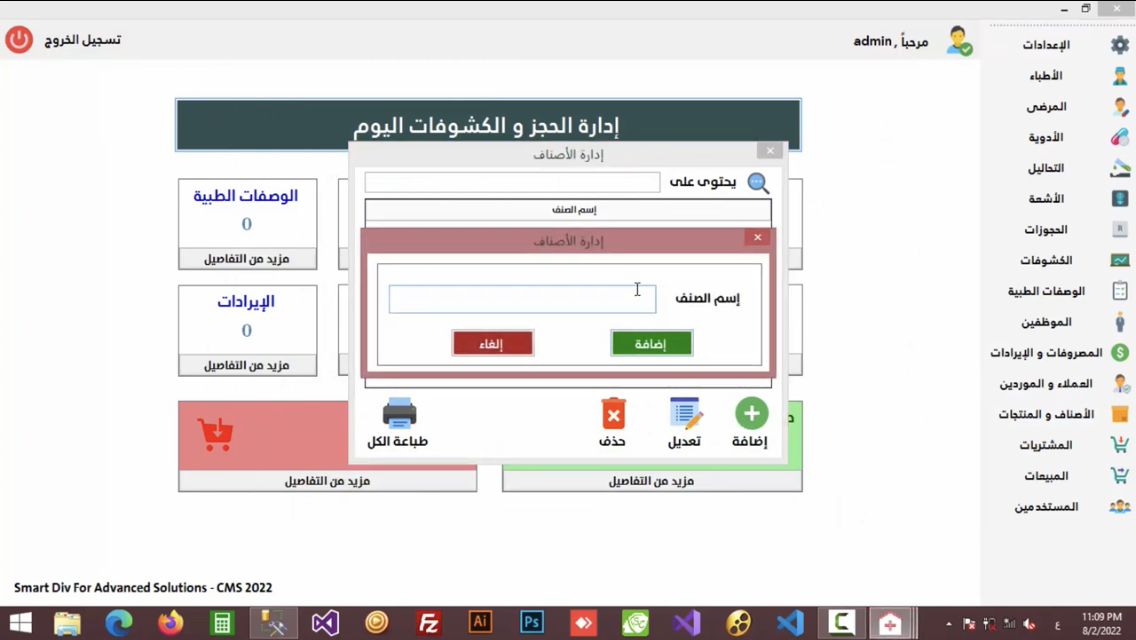 تسجيل الخروج
مرحباً , admin
الإعدادات
الأطباء
المرضى
الأدوية
التحاليل
الأشعة
الحجوزات
الكشوفات
الوصفات الطبية
الموظفين
المصروفات و الإيرادات
العملاء و الموردين
الأصناف و المنتجات
المشتريات
المبيعات
المستخدمين
إدارة الحجز و الكشوفات اليوم
إدارة الأصناف
يحتوى على
إسم الصنف
إدارة الأصناف
إسم الصنف
إضافة
إلغاء
إضافة
تعديل
حذف
طباعة الكل
الوصفات الطبية
0
مزيد من التفاصيل
الإيرادات
0
مزيد من التفاصيل
مزيد من التفاصيل
مزيد من التفاصيل
Smart Div For Advanced Solutions - CMS 2022
11:09 PM
8/2/2022